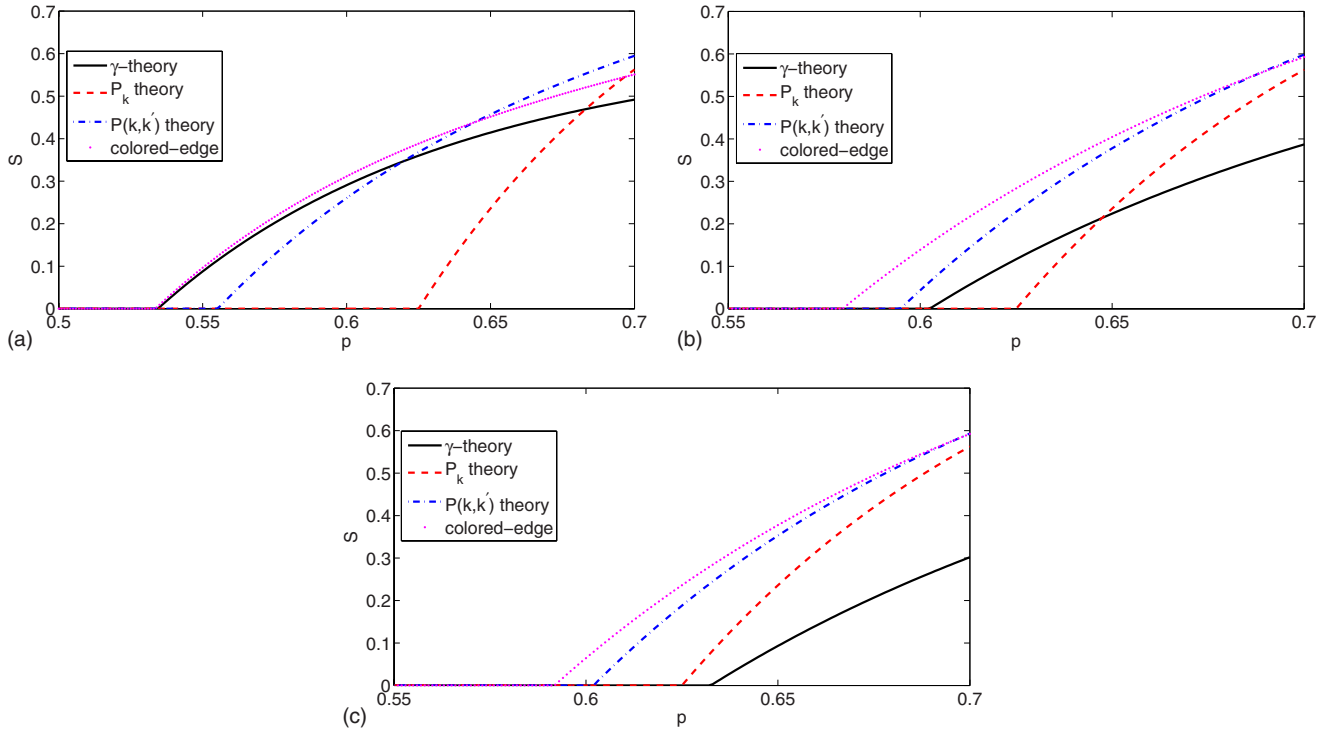 0.7
0.6
0.5
0.4
0.3
0.2
0.1
0
S
γ−theory
P_k theory
P(k,k′) theory
colored−edge
0.5 0.55 0.6 0.65 0.7
p
(a)
0.7
0.6
0.5
0.4
0.3
0.2
0.1
0
S
γ−theory
P_k theory
P(k,k′) theory
colored−edge
0.55 0.6 0.65 0.7
p
(b)
0.7
0.6
0.5
0.4
0.3
0.2
0.1
0
S
γ−theory
P_k theory
P(k,k′) theory
colored−edge
0.55 0.6 0.65 0.7
p
(c)